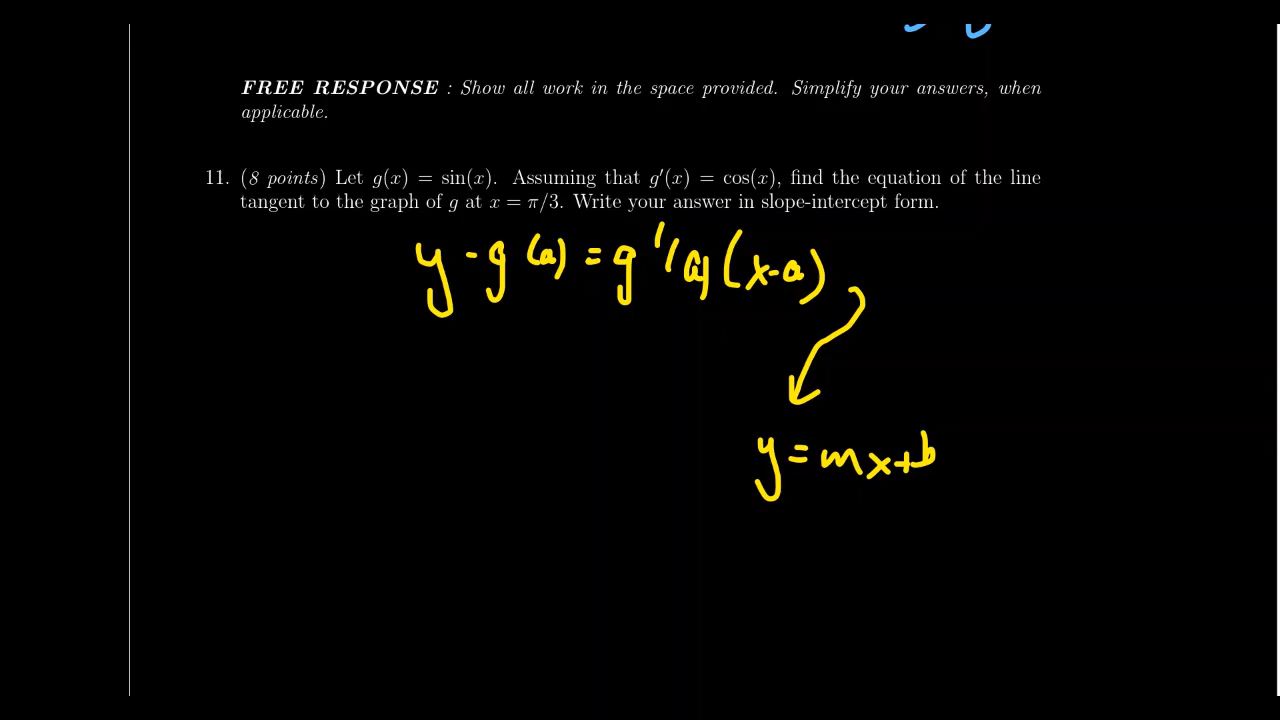 FREE RESPONSE : Show all work in the space provided. Simplify your answers, when
applicable.
11. (8 points) Let g(x) = sin(x). Assuming that g′(x) = cos(x), find the equation of the line
tangent to the graph of g at x = π/3. Write your answer in slope-intercept form.
y - g(a) = g'(a)(x-a)
y = mx+b